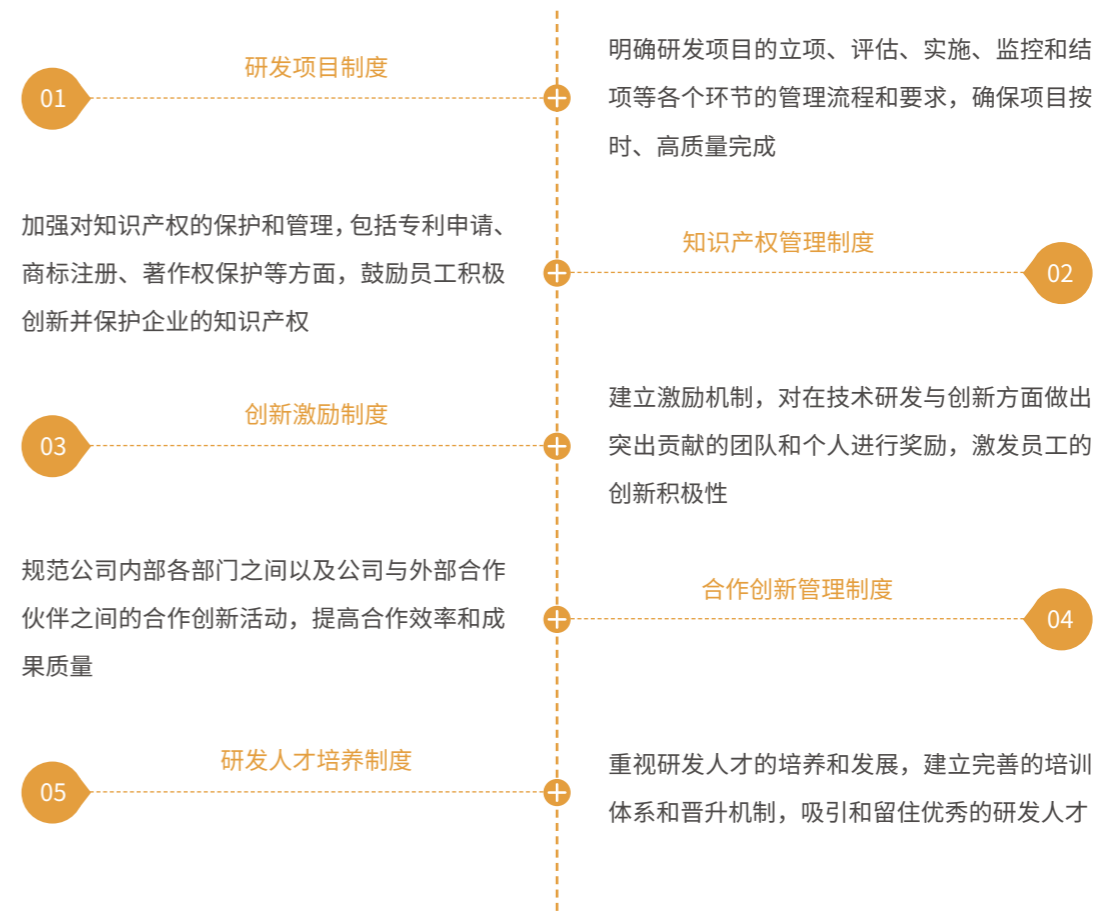 01
研发项目制度
明确研发项目的立项、评估、实施、监控和结
项等各个环节的管理流程和要求，确保项目按
时、高质量完成
加强对知识产权的保护和管理，包括专利申请、
商标注册、著作权保护等方面，鼓励员工积极
创新并保护企业的知识产权
知识产权管理制度
02
03
创新激励制度
建立激励机制，对在技术研发与创新方面做出
突出贡献的团队和个人进行奖励，激发员工的
创新积极性
规范公司内部各部门之间以及公司与外部合作
伙伴之间的合作创新活动，提高合作效率和成
果质量
合作创新管理制度
04
05
研发人才培养制度
重视研发人才的培养和发展，建立完善的培训
体系和晋升机制，吸引和留住优秀的研发人才